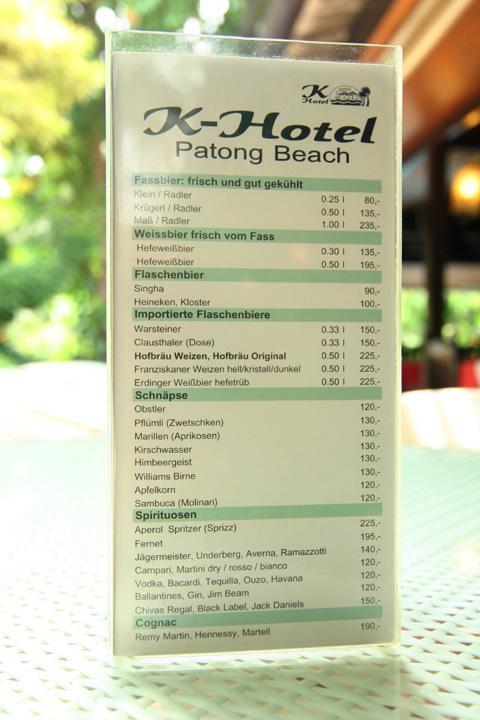 K
Hotel
K-Hotel
Patong Beach
Fassbier: frisch und gut gekühlt
Klein / Radler 0.25 l 80,-
Krügerl / Radler 0.50 l 135,-
Maß / Radler 1.00 l 235,-
Weissbier frisch vom Fass
Hefeweißbier 0.30 l 135,-
Hefeweißbier 0.50 l 195,-
Flaschenbier
Singha 90,-
Heineken, Kloster 100,-
Importierte Flaschenbiere
Warsteiner 0.33 l 150,-
Clausthaler (Dose) 0.33 l 150,-
Hofbräu Weizen, Hofbräu Original 0.50 l 225,-
Franziskaner Weizen hell/kristall/dunkel 0.50 l 225,-
Erdinger Weißbier hefetrüb 0.50 l 225,-
Schnäpse
Obstler 120,-
Pflümli (Zwetschken) 130,-
Marillen (Aprikosen) 130,-
Kirschwasser 130,-
Himbeergeist 130,-
Williams Birne 130,-
Apfelkorn 120,-
Sambuca (Molinari) 120,-
Spirituosen
Aperol Spritzer (Sprizz) 225,-
Fernet 195,-
Jägermeister, Underberg, Averna, Ramazzotti 140,-
Campari, Martini dry / rosso / bianco 120,-
Vodka, Bacardi, Tequilla, Ouzo, Havana 120,-
Ballantines, Gin, Jim Beam 120,-
Chivas Regal, Black Label, Jack Daniels 150,-
Cognac
Remy Martin, Hennessy, Martell 190,-